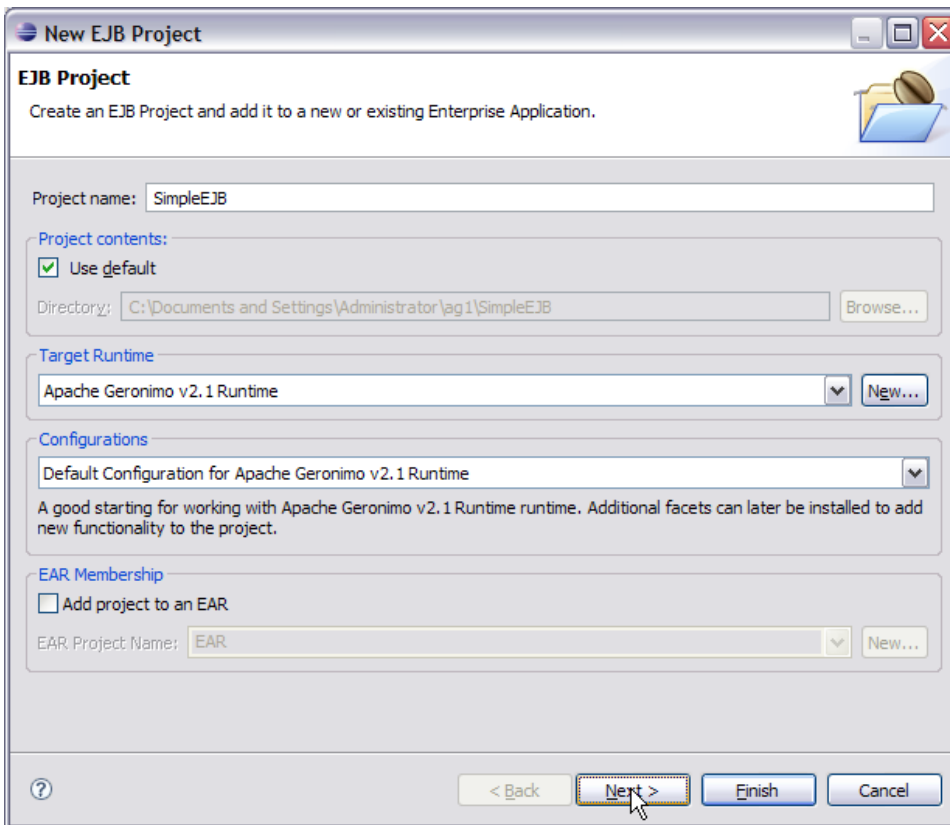 New EJB Project
EJB Project
Create an EJB Project and add it to a new or existing Enterprise Application.
Project name: SimpleEJB
Project contents:
Use default
Directory: C:\Documents and Settings\Administrator\ag1\SimpleEJB Browse...
Target Runtime
Apache Geronimo v2.1 Runtime New...
Configurations
Default Configuration for Apache Geronimo v2.1 Runtime
A good starting for working with Apache Geronimo v2.1 Runtime runtime. Additional facets can later be installed to add
new functionality to the project.
EAR Membership
Add project to an EAR
EAR Project Name: EAR New...
? < Back Next > Finish Cancel